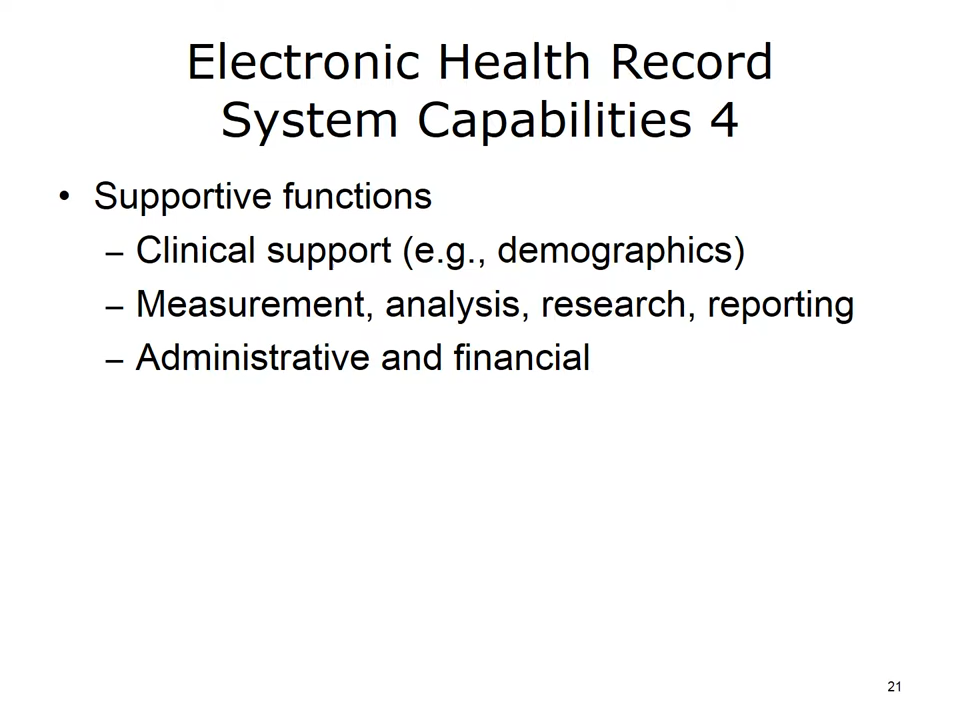 Electronic Health Record
System Capabilities 4
• Supportive functions
– Clinical support (e.g., demographics)
– Measurement, analysis, research, reporting
– Administrative and financial
21